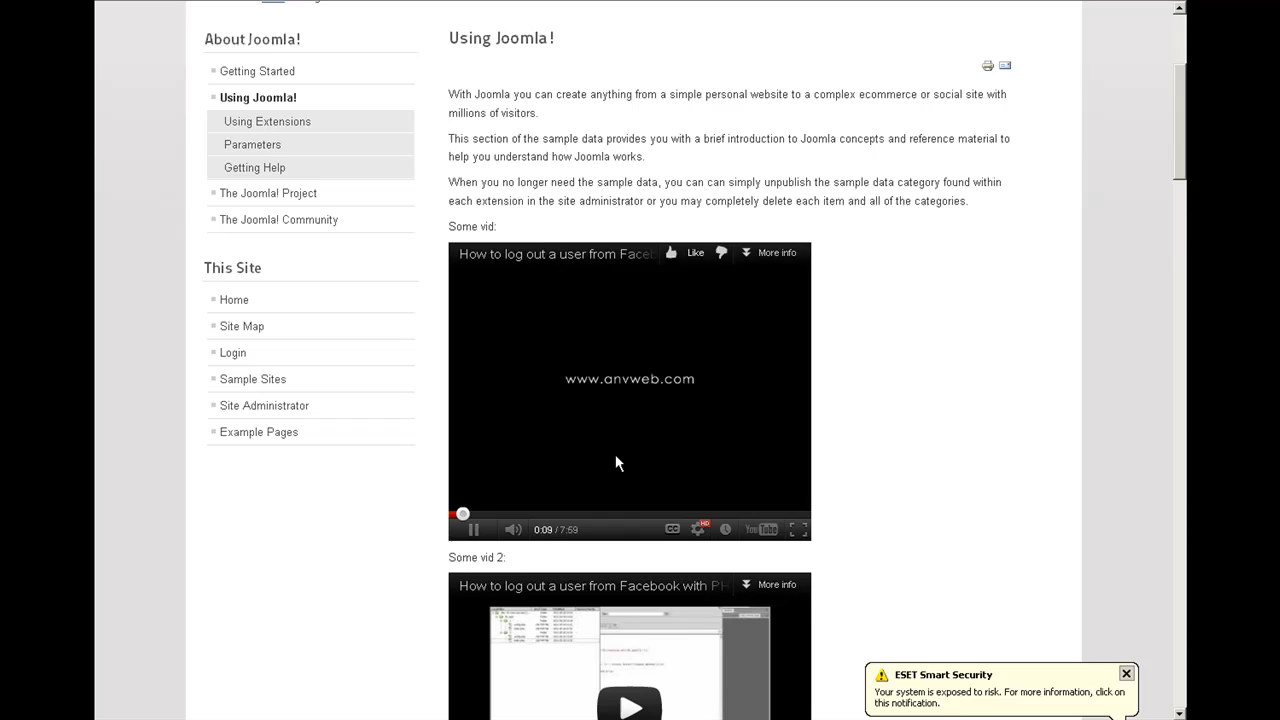 About Joomla!
Getting Started
Using Joomla!
Using Extensions
Parameters
Getting Help
The Joomla! Project
The Joomla! Community
This Site
Home
Site Map
Login
Sample Sites
Site Administrator
Example Pages
Using Joomla!
With Joomla you can create anything from a simple personal website to a complex ecommerce or social site with
millions of visitors.
This section of the sample data provides you with a brief introduction to Joomla concepts and reference material to
help you understand how Joomla works.
When you no longer need the sample data, you can can simply unpublish the sample data category found within
each extension in the site administrator or you may completely delete each item and all of the categories.
Some vid:
How to log out a user from Faceb Like More info
www.anvweb.com
0:09 / 7:59 CC HD YouTube
Some vid 2:
How to log out a user from Facebook with PH More info
ESET Smart Security
Your system is exposed to risk. For more information, click on
this notification.